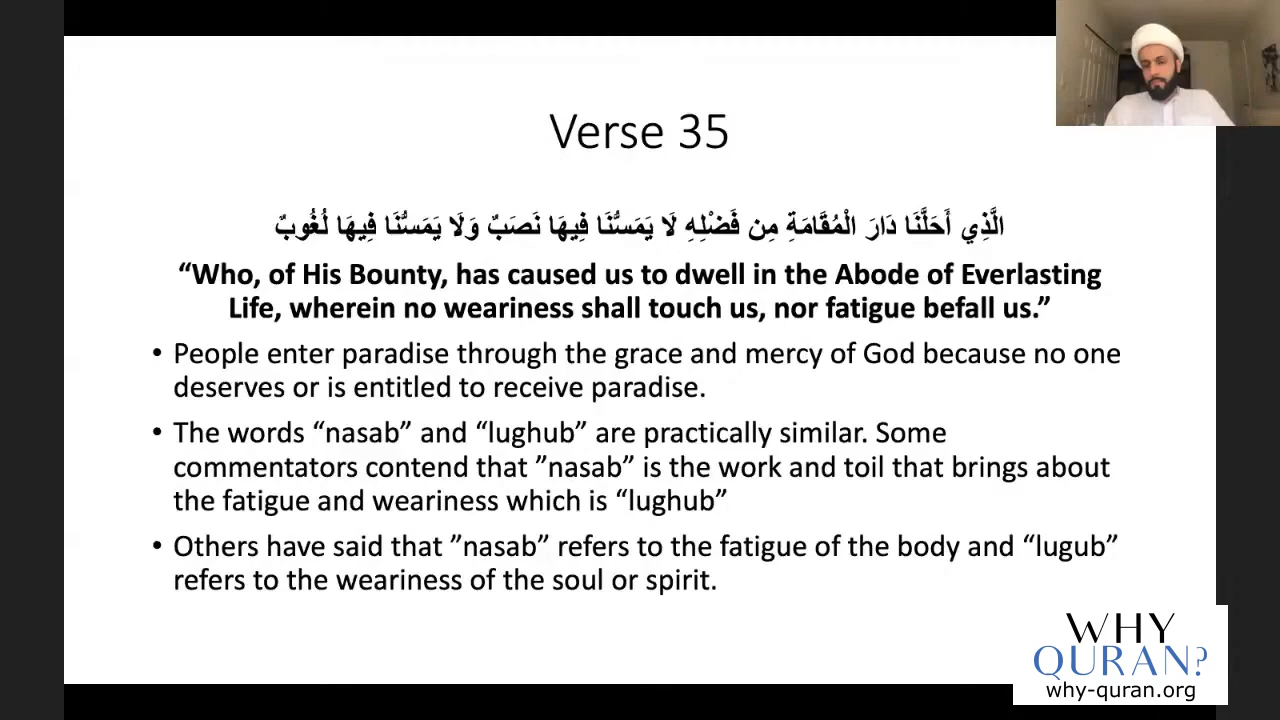 Verse 35
الَّذِي أَحَلَّنَا دَارَ الْمُقَامَةِ مِن فَضْلِهِ لَا يَمَسُّنَا فِيهَا نَصَبٌ وَلَا يَمَسُّنَا فِيهَا لُغُوبٌ
“Who, of His Bounty, has caused us to dwell in the Abode of Everlasting
Life, wherein no weariness shall touch us, nor fatigue befall us.”
• People enter paradise through the grace and mercy of God because no one
deserves or is entitled to receive paradise.
• The words “nasab” and “lughub” are practically similar. Some
commentators contend that ”nasab” is the work and toil that brings about
the fatigue and weariness which is “lughub”
• Others have said that ”nasab” refers to the fatigue of the body and “lugub”
refers to the weariness of the soul or spirit.
WHY
QURAN?
why-quran.org